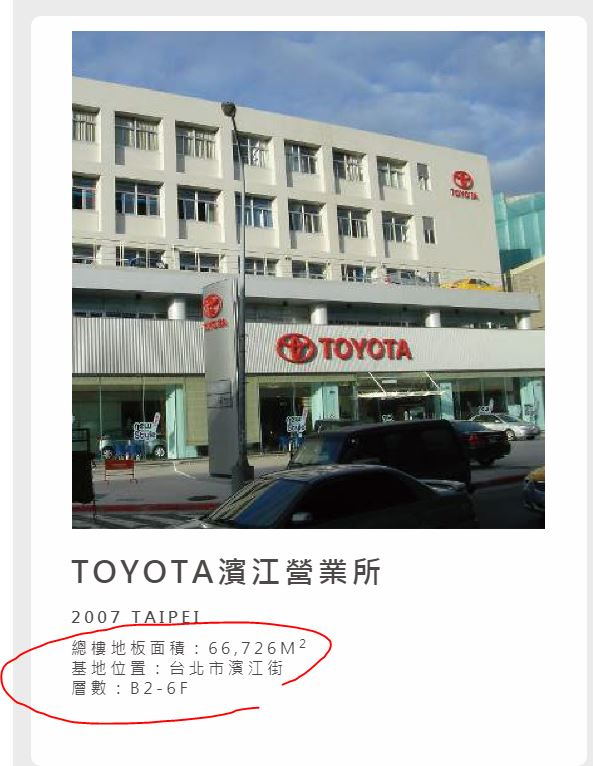 TOYOTA
TOYOTA
TOYOTA
new
Style
TOYOTA濱江營業所
2007 TAIPEI
總樓地板面積：66,726M²
基地位置：台北市濱江街
層數：B2-6F